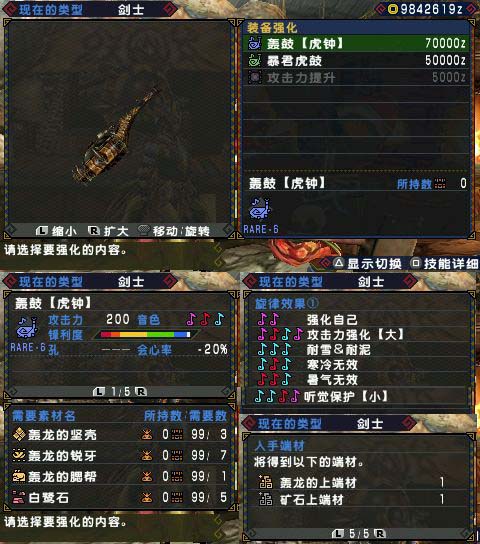 现在的类型 剑士
缩小 扩大 移动/旋转
请选择要强化的内容。
9842619z
装备强化
轰鼓【虎钟】 70000z
暴君虎鼓 50000z
攻击力提升 5000z
轰鼓【虎钟】 所持数 0
RARE-6
显示切换 技能详细
现在的类型 剑士
轰鼓【虎钟】
攻击力 200 音色
RARE-6 锋利度
孔 --- 会心率 -20%
L 1/5 R
需要素材名 所持数/需要数
轰龙的坚壳 0 99/ 3
轰龙的锐牙 0 99/ 7
轰龙的腮帮 0 99/ 4
白鹭石 0 99/ 5
请选择要强化的内容。
现在的类型 剑士
旋律效果①
强化自己
攻击力强化【大】
耐雪&耐泥
寒冷无效
暑气无效
听觉保护【小】
现在的类型 剑士
入手端材
将得到以下的端材。
轰龙的上端材 1
矿石上端材 1
L 5/5 R